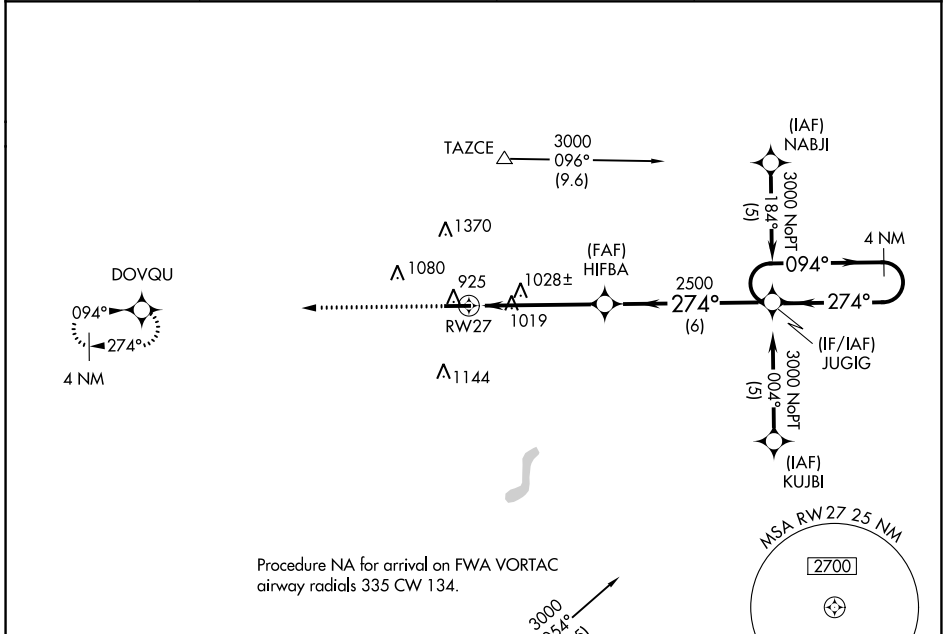 (IAF)
NABJI
TAZCE
3000
096°
(9.6)
3000 NoPT
184°
(5)
4 NM
1370
(FAF)
HIFBA
094°
DOVQU
1080
925
1028±
2500
274°
(6)
274°
094°
RW27
1019
274°
4 NM
(IF/IAF)
JUGIG
1144
3000 NoPT
004°
(5)
(IAF)
KUJBI
MSA RW27 25 NM
2700
Procedure NA for arrival on FWA VORTAC
airway radials 335 CW 134.
3000